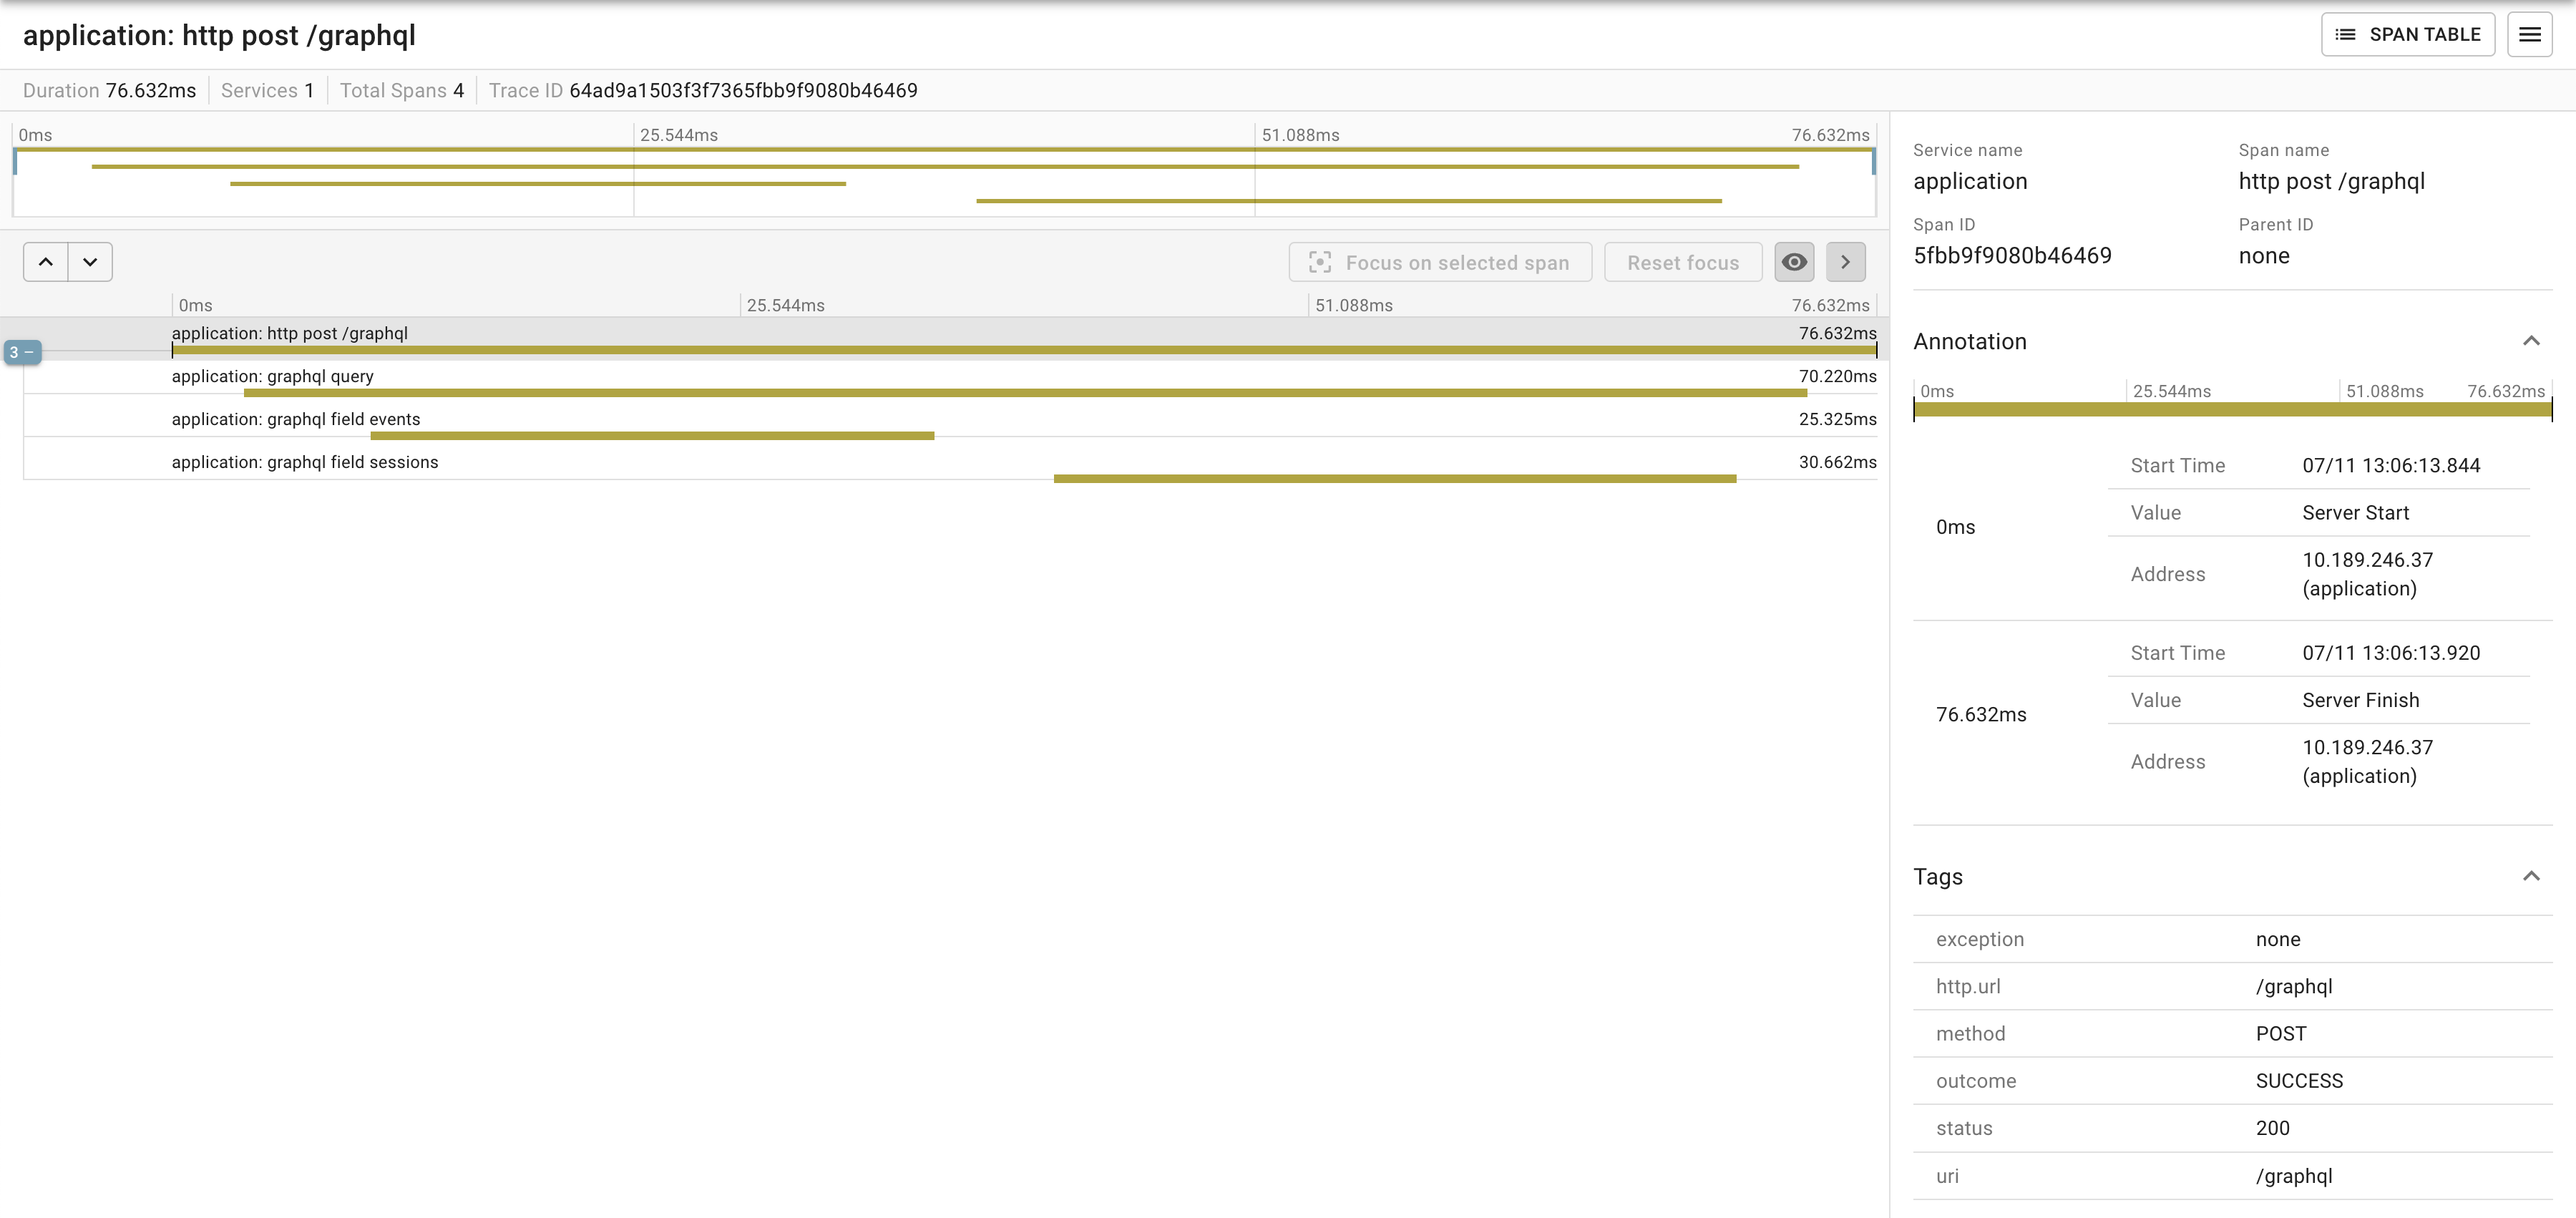 application: http post /graphql
SPAN TABLE
Duration 76.632ms Services 1 Total Spans 4 Trace ID 64ad9a1503f3f7365fbb9f9080b46469
0ms 25.544ms 51.088ms 76.632ms
Focus on selected span Reset focus
0ms 25.544ms 51.088ms 76.632ms
application: http post /graphql 76.632ms
3 –
application: graphql query 70.220ms
application: graphql field events 25.325ms
application: graphql field sessions 30.662ms
Service name Span name
application http post /graphql
Span ID Parent ID
5fbb9f9080b46469 none
Annotation
0ms 25.544ms 51.088ms 76.632ms
Start Time 07/11 13:06:13.844
0ms
Value Server Start
Address 10.189.246.37
(application)
Start Time 07/11 13:06:13.920
76.632ms
Value Server Finish
Address 10.189.246.37
(application)
Tags
exception none
http.url /graphql
method POST
outcome SUCCESS
status 200
uri /graphql